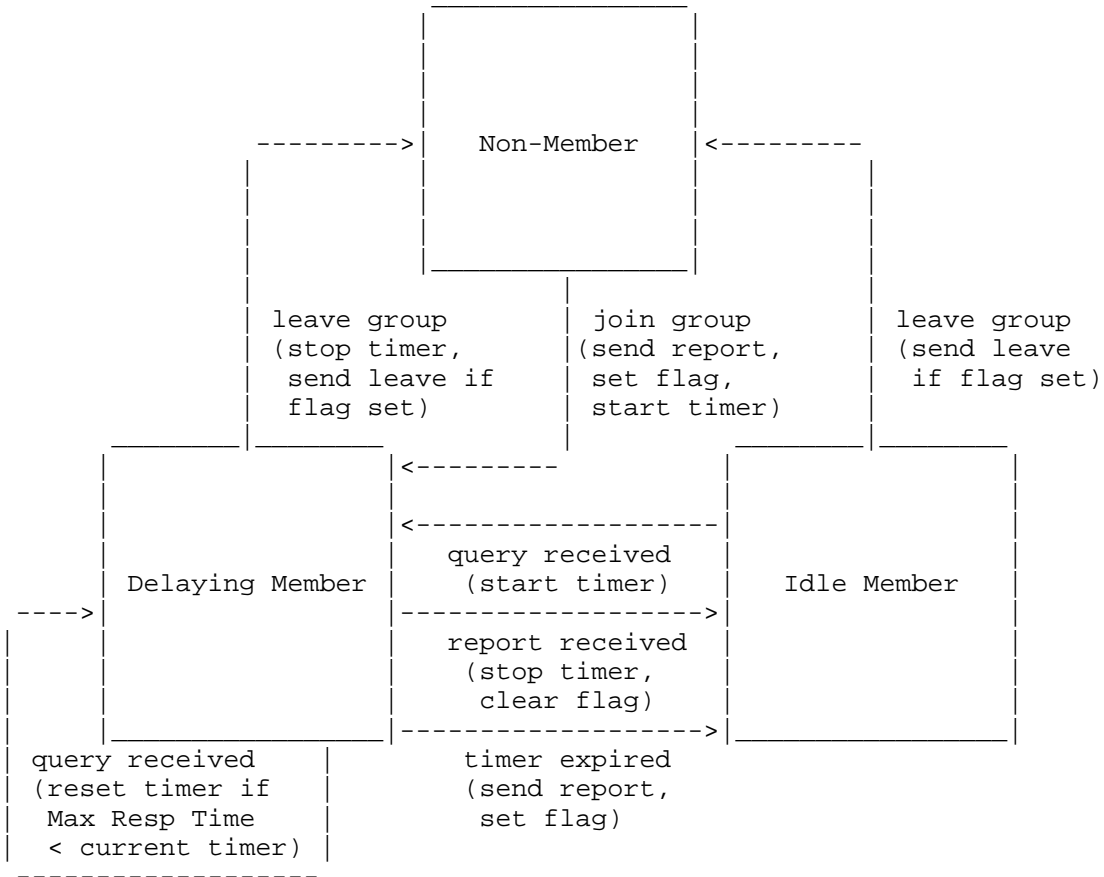 Non-Member
leave group
(stop timer,
send leave if
flag set)
join group
(send report,
set flag,
start timer)
leave group
(send leave
if flag set)
query received
(start timer)
Delaying Member
Idle Member
report received
(stop timer,
clear flag)
query received
(reset timer if
Max Resp Time
< current timer)
timer expired
(send report,
set flag)